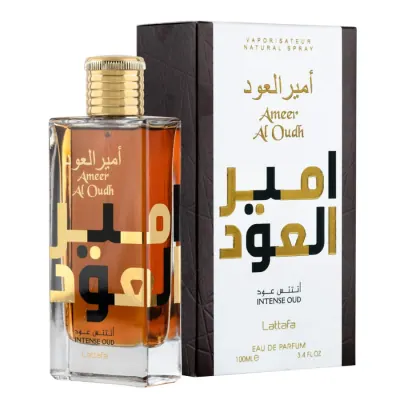 أمير العود
Ameer
Al Oudh
امير
العود
أنتنس عود
INTENSE OUD
Lattafa
VAPORISATEUR
NATURAL SPRAY
أمير العود
Ameer
Al Oudh
امير
العود
أنتنس عود
INTENSE OUD
Lattafa
EAU DE PARFUM
100ML℮ 3.4 FL.OZ